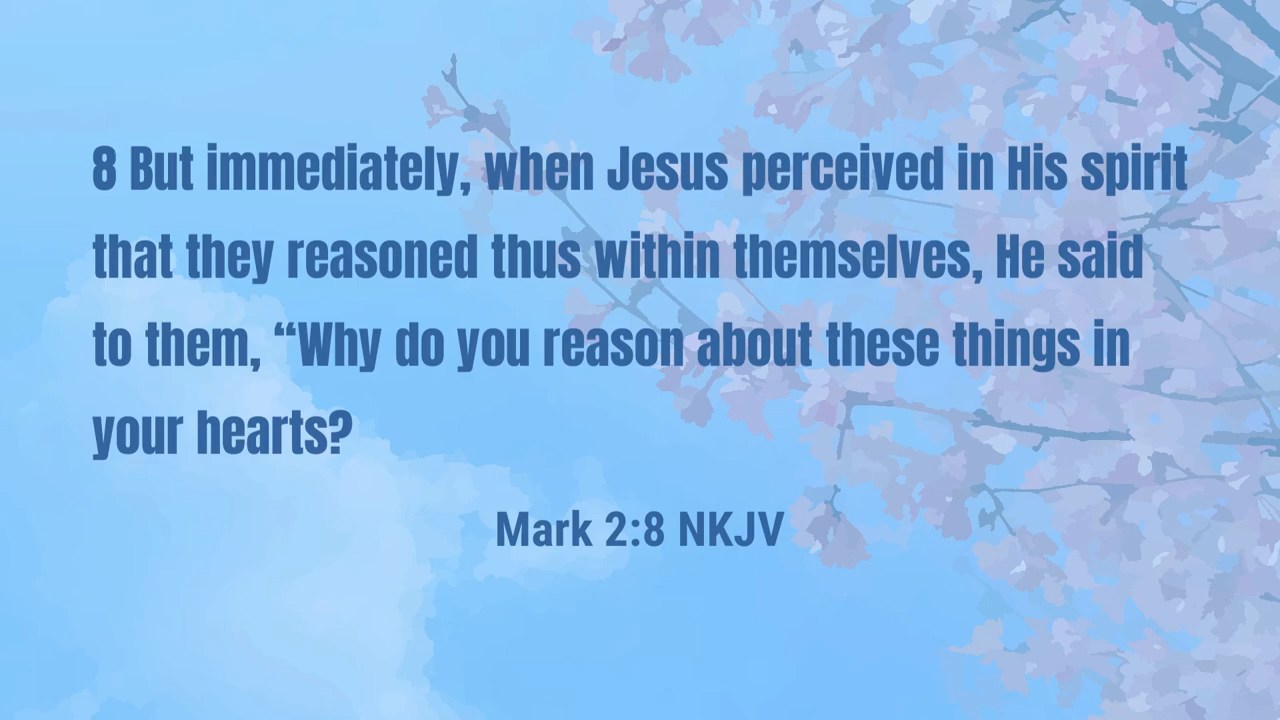 8 But immediately, when Jesus perceived in His spirit
that they reasoned thus within themselves, He said
to them, “Why do you reason about these things in
your hearts?
Mark 2:8 NKJV